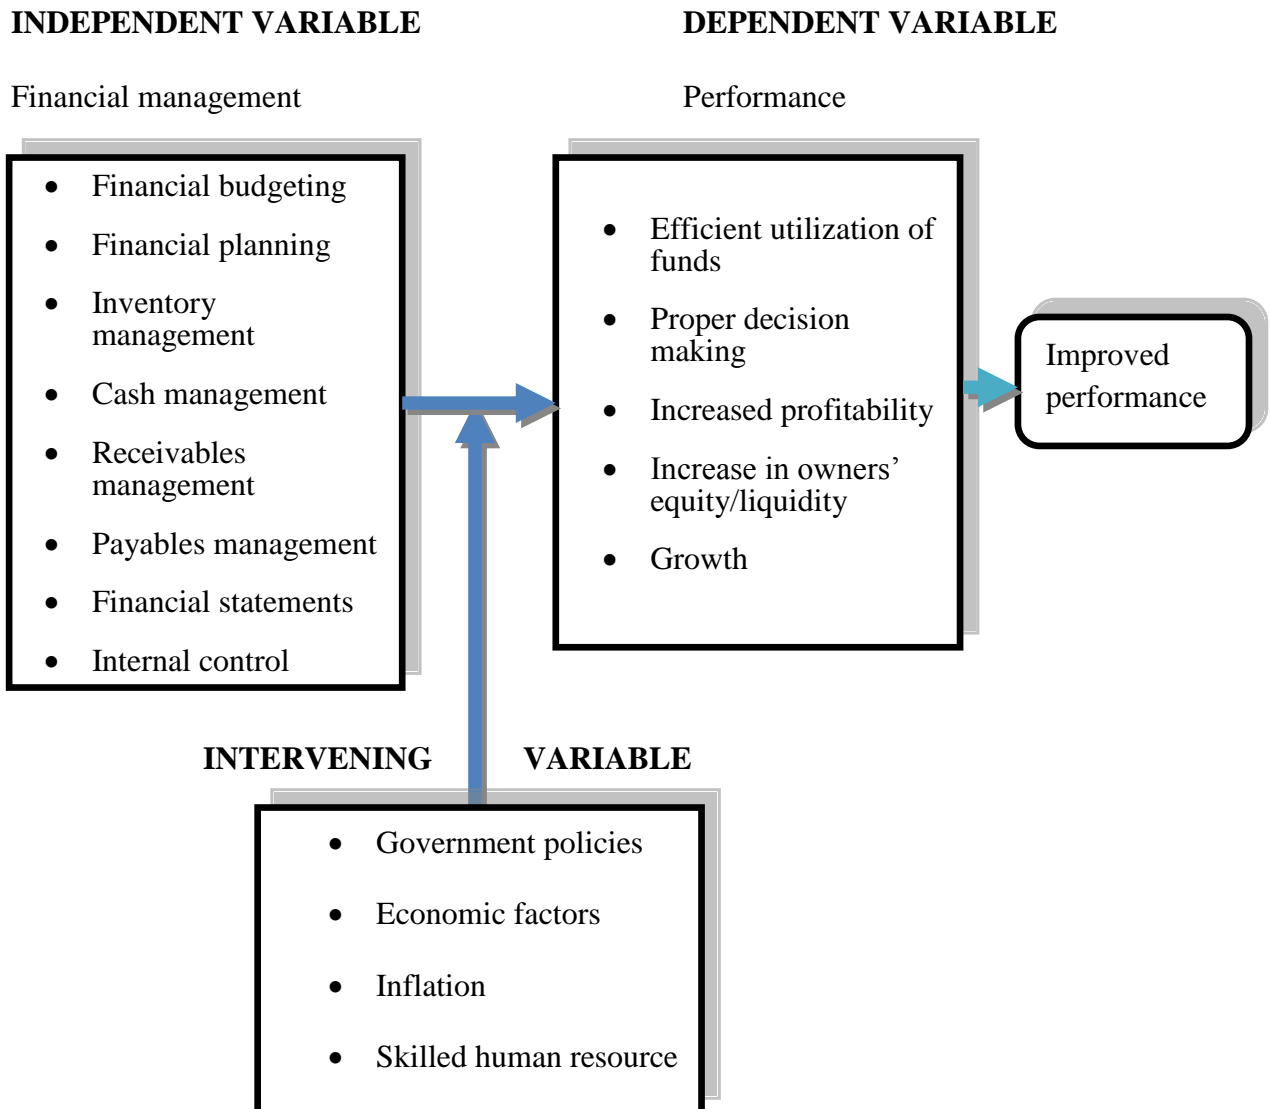 INDEPENDENT VARIABLE
DEPENDENT VARIABLE
Financial management
Performance
• Financial budgeting
• Financial planning
• Inventory
management
• Cash management
• Receivables
management
• Payables management
• Financial statements
• Internal control
• Efficient utilization of
funds
• Proper decision
making
• Increased profitability
• Increase in owners’
equity/liquidity
• Growth
Improved
performance
INTERVENING VARIABLE
• Government policies
• Economic factors
• Inflation
• Skilled human resource